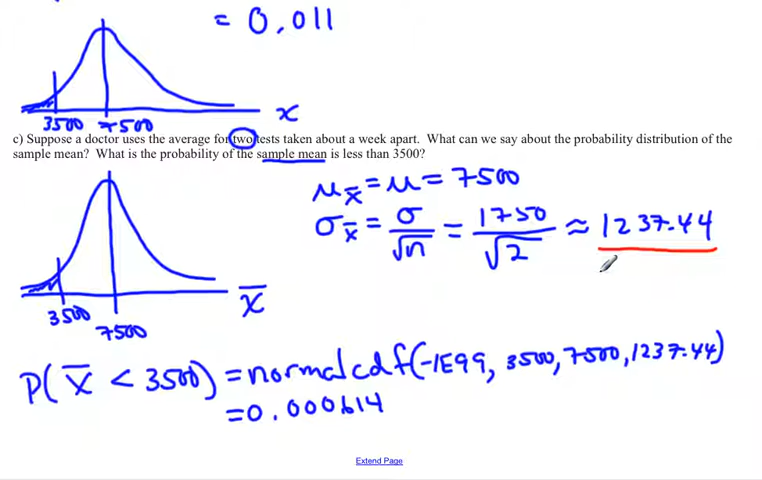 = 0.011
3500 7500 x
c) Suppose a doctor uses the average for two tests taken about a week apart. What can we say about the probability distribution of the
sample mean? What is the probability of the sample mean is less than 3500?
μx̄ = μ = 7500
σx̄ = σ/√n = 1750/√2 ≈ 1237.44
3500 7500 x̄
P(x̄ < 3500) = normalcdf(-1E99, 3500, 7500, 1237.44)
= 0.000614
Extend Page